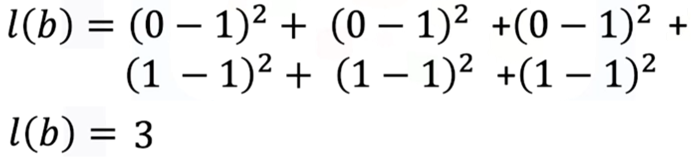 l(b) = (0 − 1)² + (0 − 1)² +(0 − 1)² +
(1 − 1)² + (1 − 1)² +(1 − 1)²
l(b) = 3